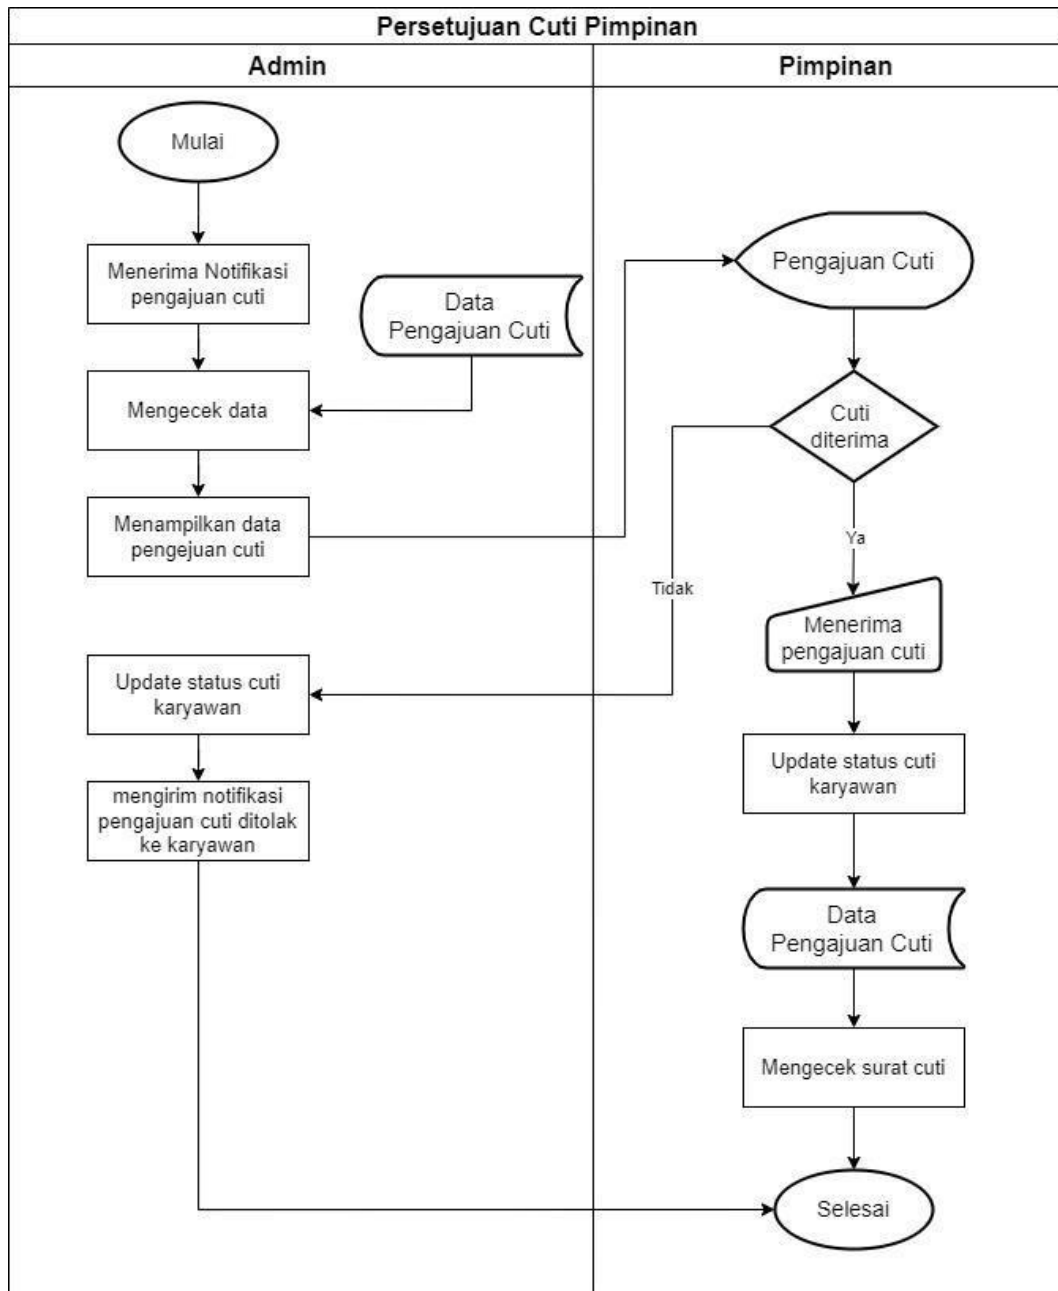 Persetujuan Cuti Pimpinan
Admin
Pimpinan
Mulai
Menerima Notifikasi
pengajuan cuti
Data
Pengajuan Cuti
Mengecek data
Menampilkan data
pengejuan cuti
Update status cuti
karyawan
mengirim notifikasi
pengajuan cuti ditolak
ke karyawan
Pengajuan Cuti
Cuti
diterima
Tidak
Ya
Menerima
pengajuan cuti
Update status cuti
karyawan
Data
Pengajuan Cuti
Mengecek surat cuti
Selesai